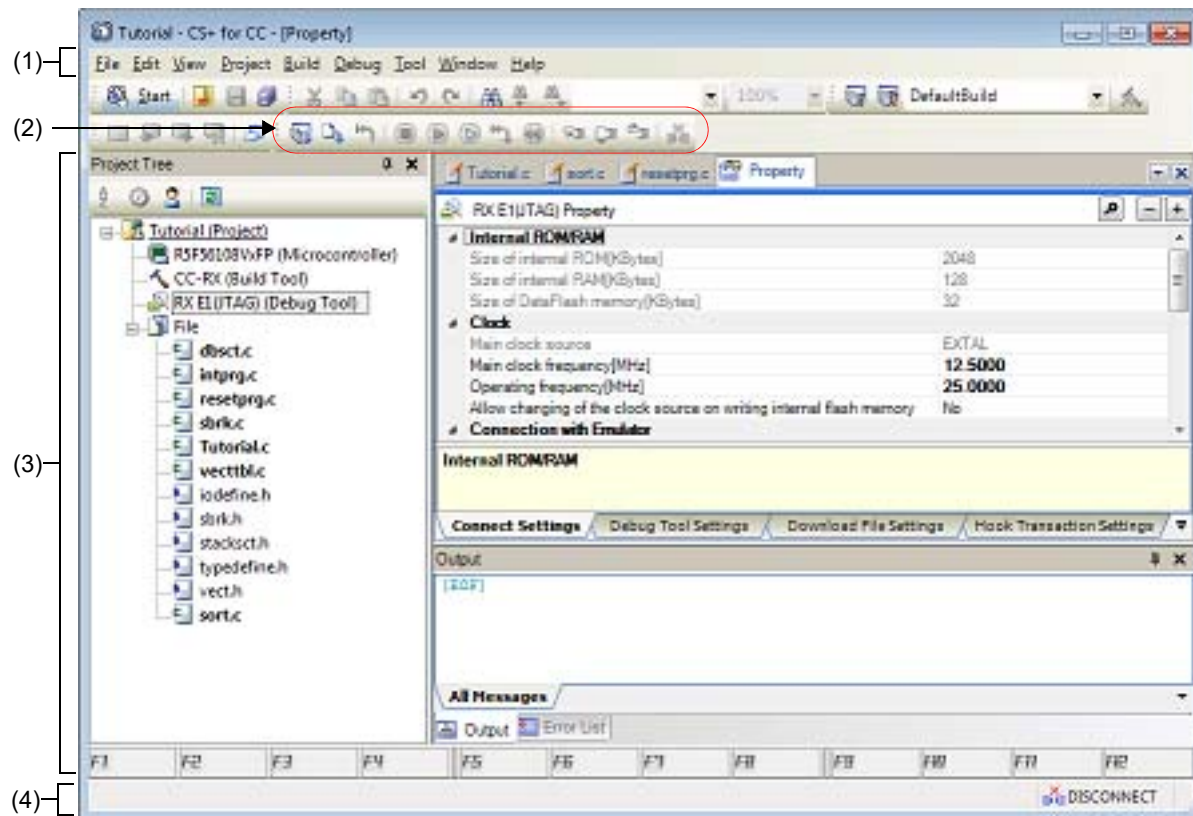 Tutorial - CS+ for CC - [Property]
(1)
File Edit View Project Build Debug Tool Window Help
Start 100% DefaultBuild
(2)
(3)
Project Tree
Tutorial (Project)
R5F56108VxFP (Microcontroller)
CC-RX (Build Tool)
RX E1(JTAG) (Debug Tool)
File
dbsct.c
intprg.c
resetprg.c
sbrk.c
Tutorial.c
vecttbl.c
iodefine.h
sbrk.h
stacksct.h
typedefine.h
vect.h
sort.c
Tutorial.c sort.c resetprg.c Property
RX E1(JTAG) Property
Internal ROM/RAM
Size of internal ROM[KBytes] 2048
Size of internal RAM[KBytes] 128
Size of DataFlash memory[KBytes] 32
Clock
Main clock source EXTAL
Main clock frequency[MHz] 12.5000
Operating frequency[MHz] 25.0000
Allow changing of the clock source on writing internal flash memory No
Connection with Emulator
Internal ROM/RAM
Connect Settings Debug Tool Settings Download File Settings Hook Transaction Settings
Output
[EOF]
All Messages
Output Error List
F1 F2 F3 F4 F5 F6 F7 F8 F9 F10 F11 F12
(4)
DISCONNECT